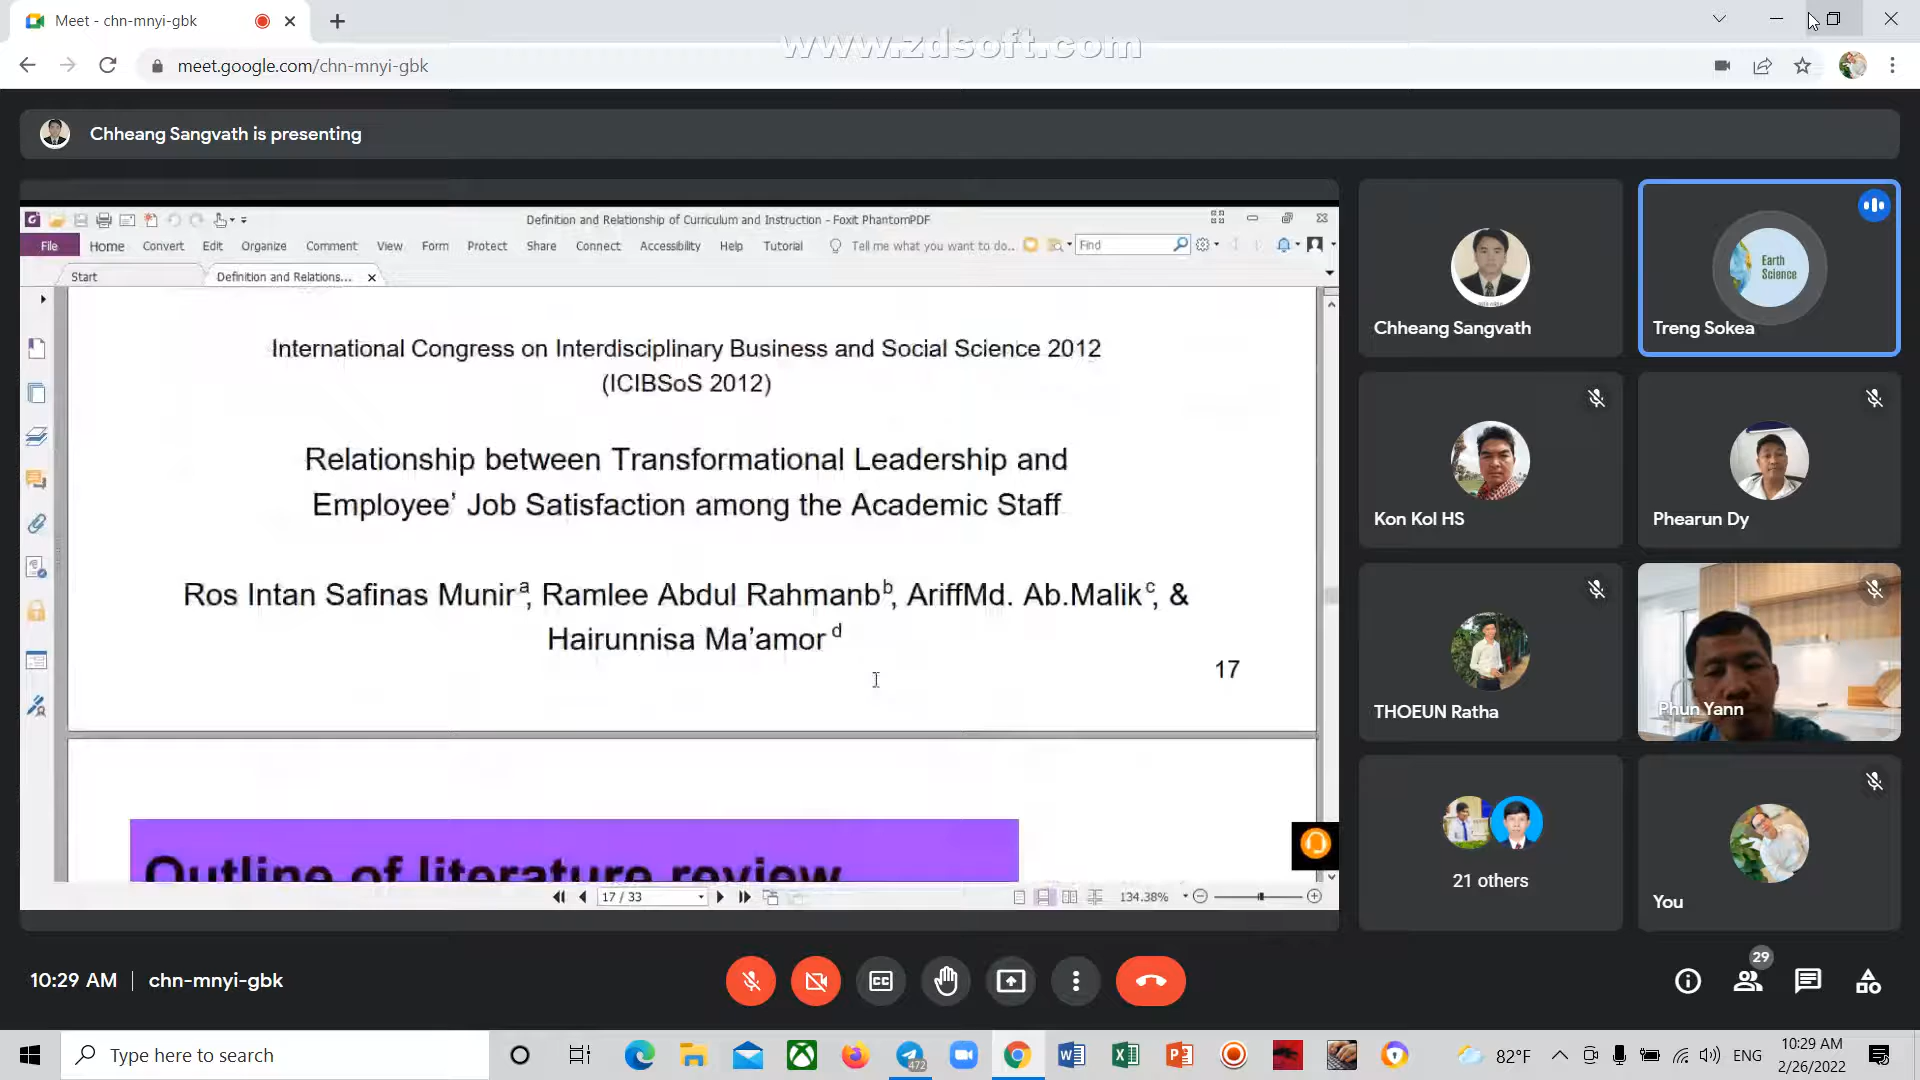 Meet - chn-mnyi-gbk
www.zdsoft.com
meet.google.com/chn-mnyi-gbk
Chheang Sangvath is presenting
Definition and Relationship of Curriculum and Instruction - Foxit PhantomPDF
File Home Convert Edit Organize Comment View Form Protect Share Connect Accessibility Help Tutorial Tell me what you want to do.. Find
Start Definition and Relations...
International Congress on Interdisciplinary Business and Social Science 2012
(ICIBSoS 2012)
Relationship between Transformational Leadership and
Employee’ Job Satisfaction among the Academic Staff
Ros Intan Safinas Munir a, Ramlee Abdul Rahmanb b, AriffMd. Ab.Malik c, &
Hairunnisa Ma’amor d
17
Outline of literature review
17 / 33
134.38%
Chheang Sangvath
Earth
Science
Treng Sokea
Kon Kol HS
Phearun Dy
THOEUN Ratha
Phun Yann
21 others
You
10:29 AM chn-mnyi-gbk
CC
29
Type here to search
472
82°F
ENG
10:29 AM
2/26/2022